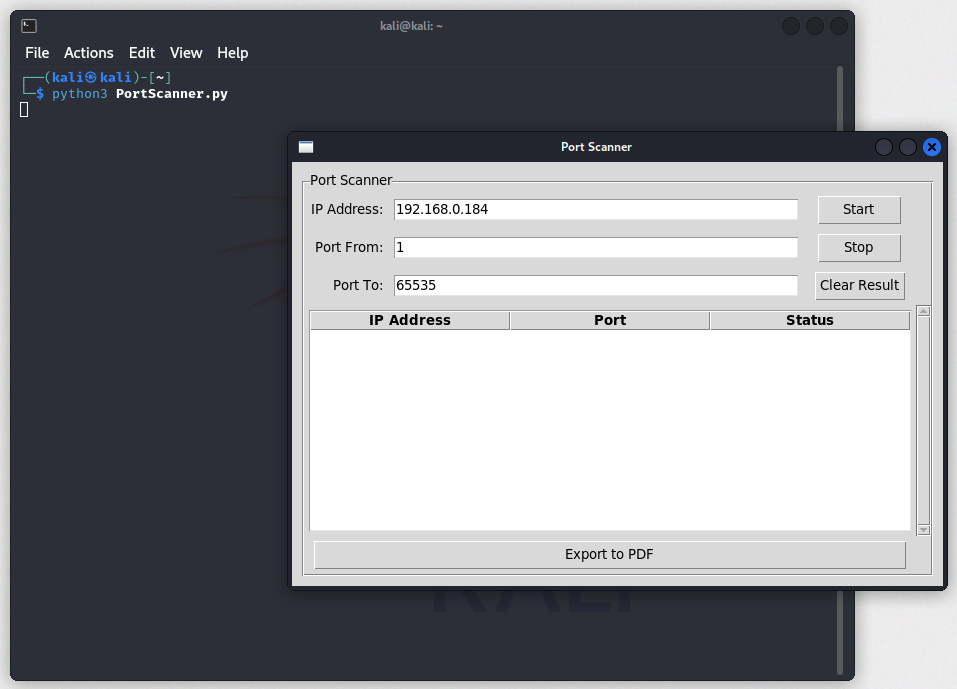 kali@kali: ~
File Actions Edit View Help
┌──(kali㉿kali)-[~]
└─$ python3 PortScanner.py
Port Scanner
Port Scanner
IP Address: 192.168.0.184 Start
Port From: 1 Stop
Port To: 65535 Clear Result
IP Address Port Status
Export to PDF
KALI